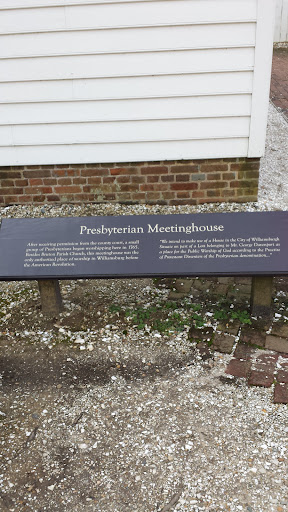 Presbyterian Meetinghouse
After receiving permission from the county court, a small
group of Presbyterians began worshipping here in 1765.
Besides Bruton Parish Church, this meetinghouse was the
only authorized place of worship in Williamsburg before
the American Revolution.
"We intend to make use of a House in the City of Williamsburgh
Situate on part of a Lott belonging to Mr. George Davenport as
a place for the Public Worship of God according to the Practice
of Protestant Dissenters of the Presbyterian denomination..."